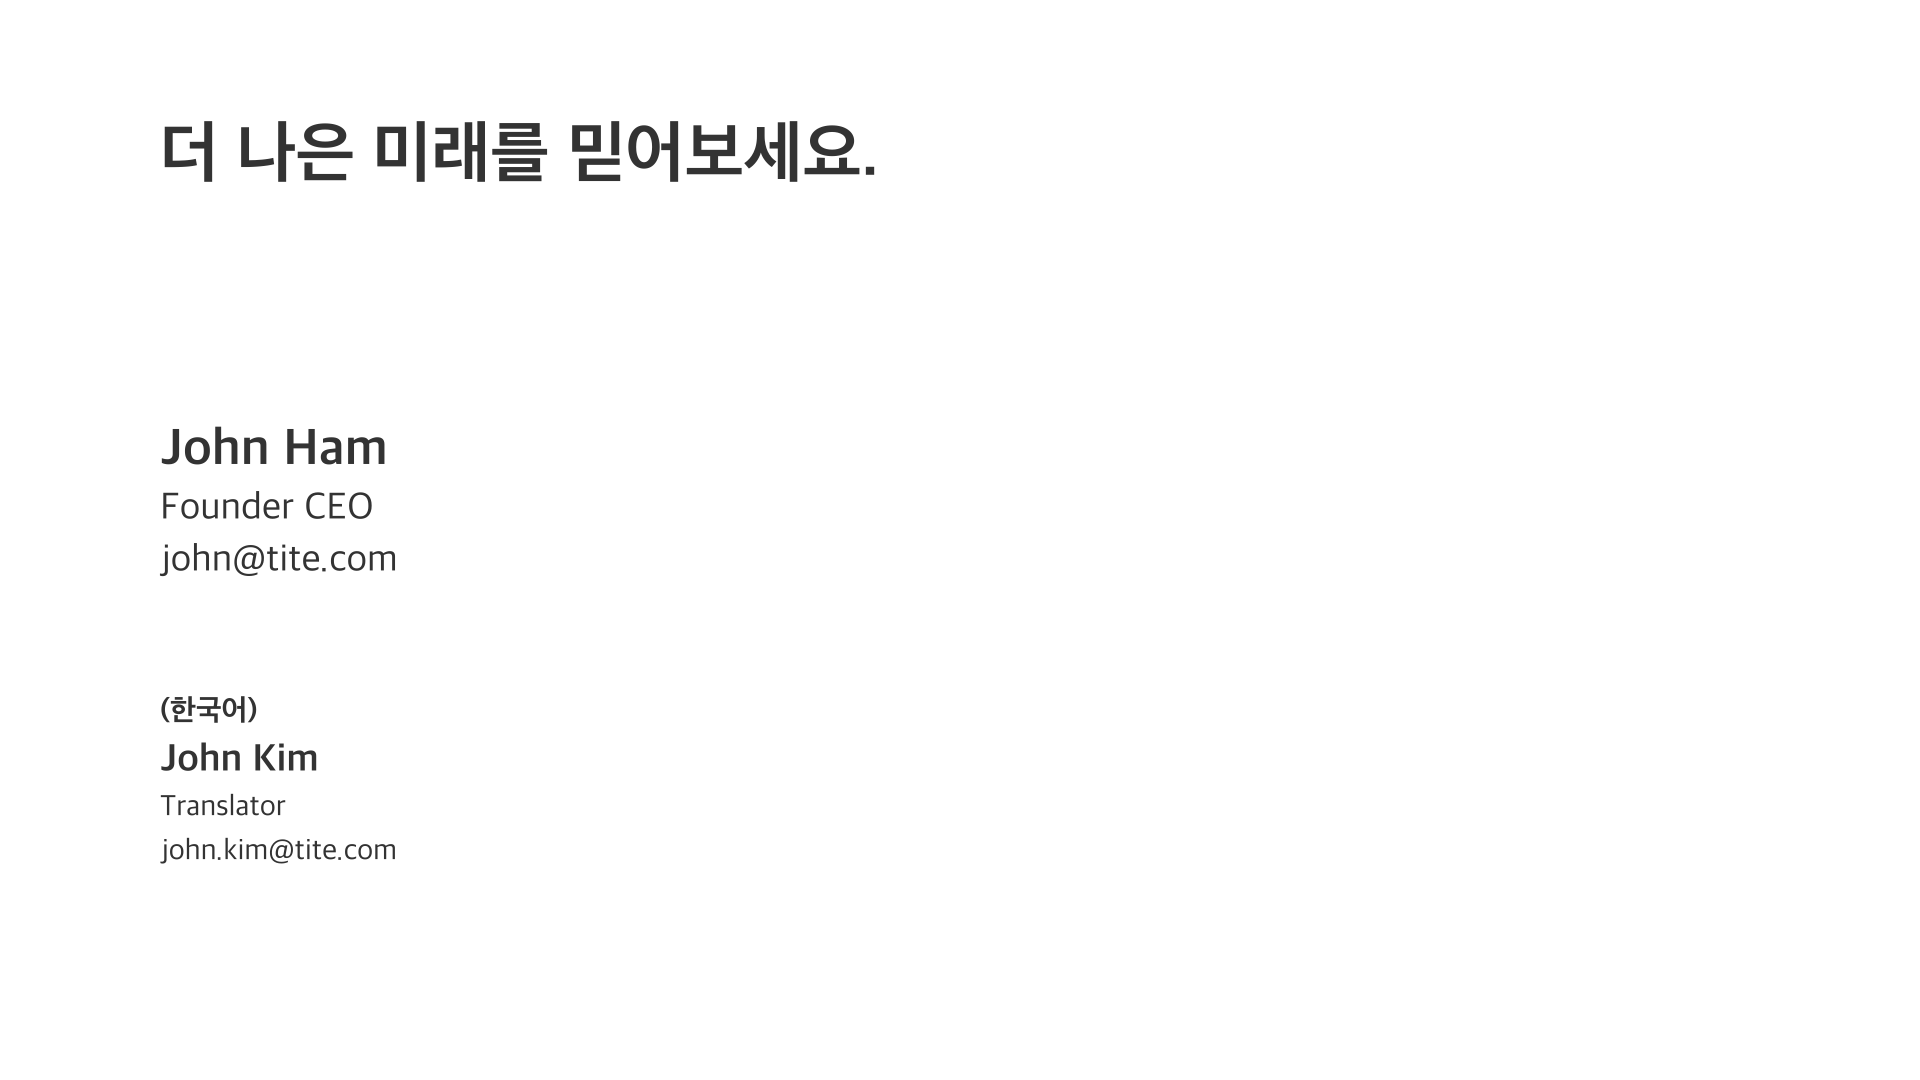 더 나은 미래를 믿어보세요.
John Ham
Founder CEO
john@tite.com
(한국어)
John Kim
Translator
john.kim@tite.com